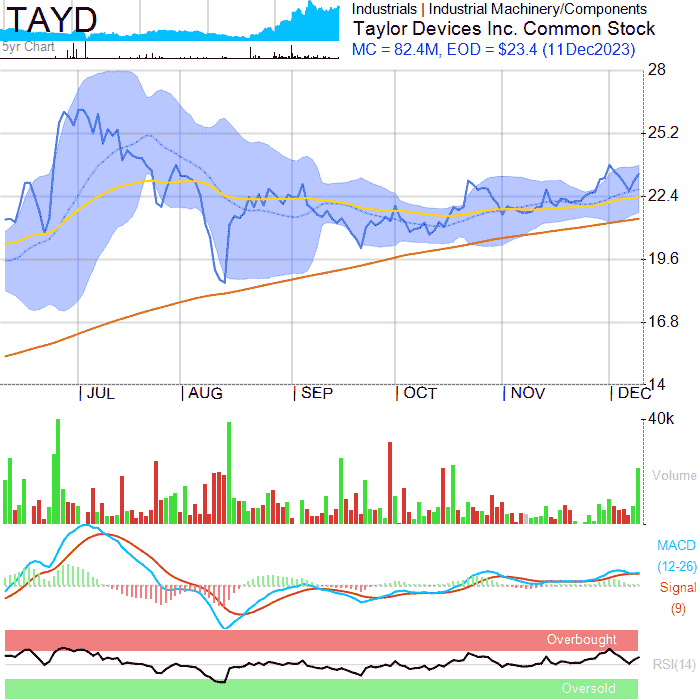 TAYD
5yr Chart
Industrials | Industrial Machinery/Components
Taylor Devices Inc. Common Stock
MC = 82.4M, EOD = $23.4 (11Dec2023)
28
25.2
22.4
19.6
16.8
14
| JUL | AUG | SEP | OCT | NOV | DEC
40k
Volume
MACD
(12-26)
Signal
(9)
Overbought
RSI(14)
Oversold